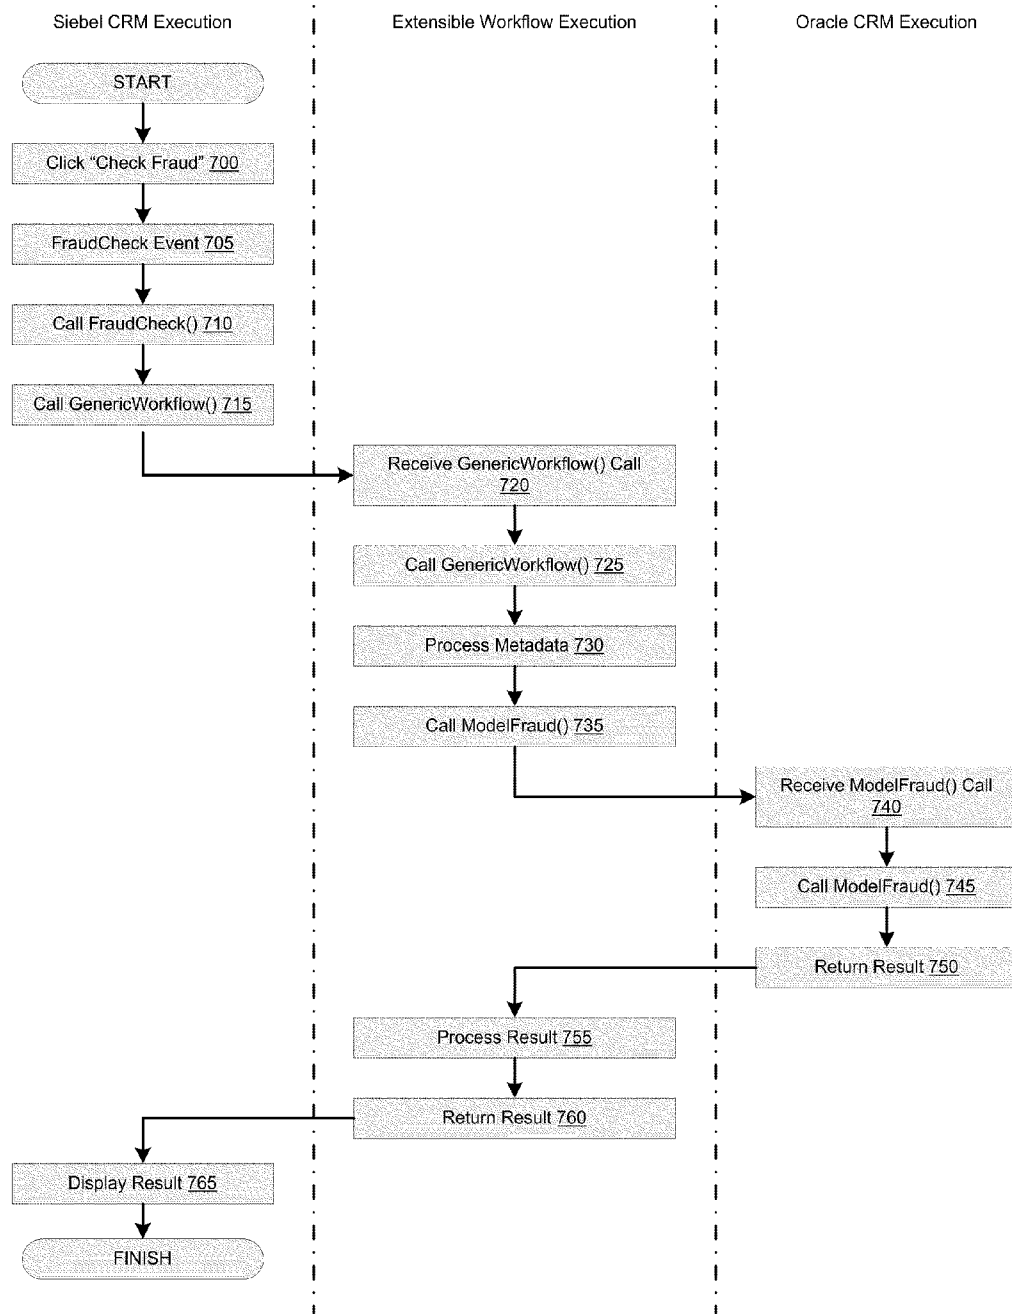 Siebel CRM Execution
Extensible Workflow Execution
Oracle CRM Execution
START
Click “Check Fraud” 700
FraudCheck Event 705
Call FraudCheck() 710
Call GenericWorkflow() 715
Receive GenericWorkflow() Call
720
Call GenericWorkflow() 725
Process Metadata 730
Call ModelFraud() 735
Receive ModelFraud() Call
740
Call ModelFraud() 745
Return Result 750
Process Result 755
Return Result 760
Display Result 765
FINISH